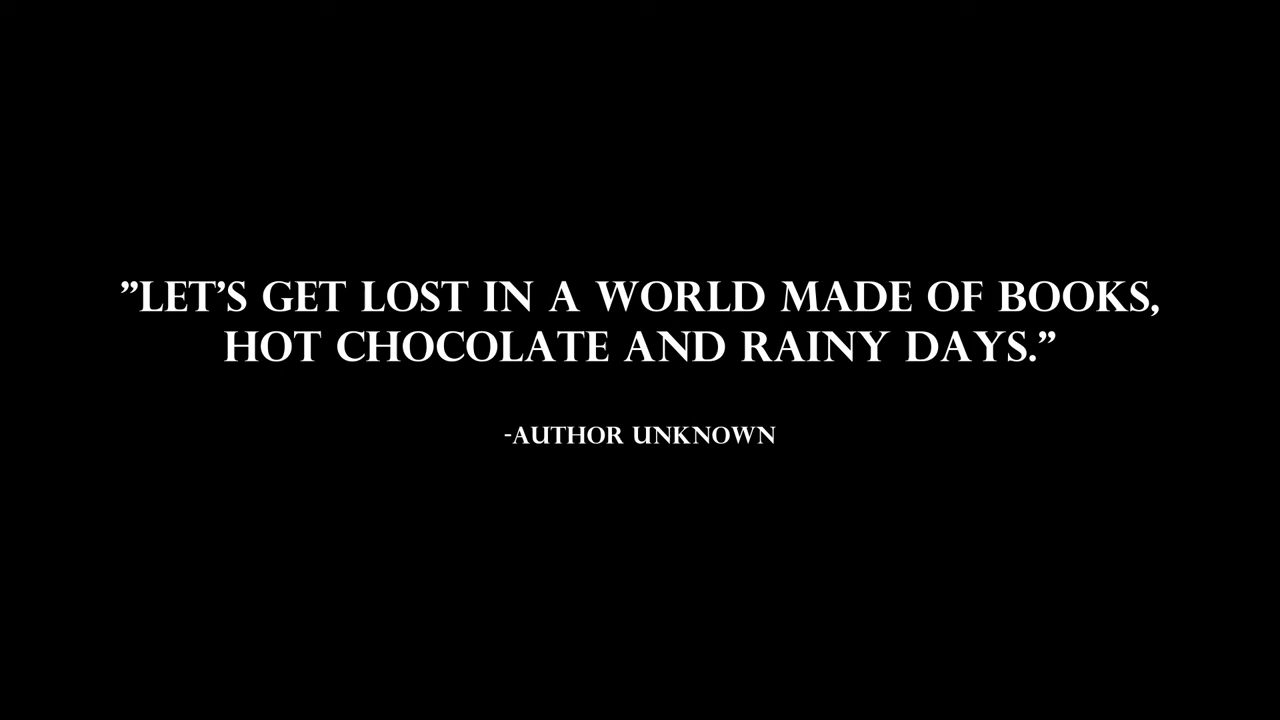 ”LET’S GET LOST IN A WORLD MADE OF BOOKS,
HOT CHOCOLATE AND RAINY DAYS.”
-AUTHOR UNKNOWN